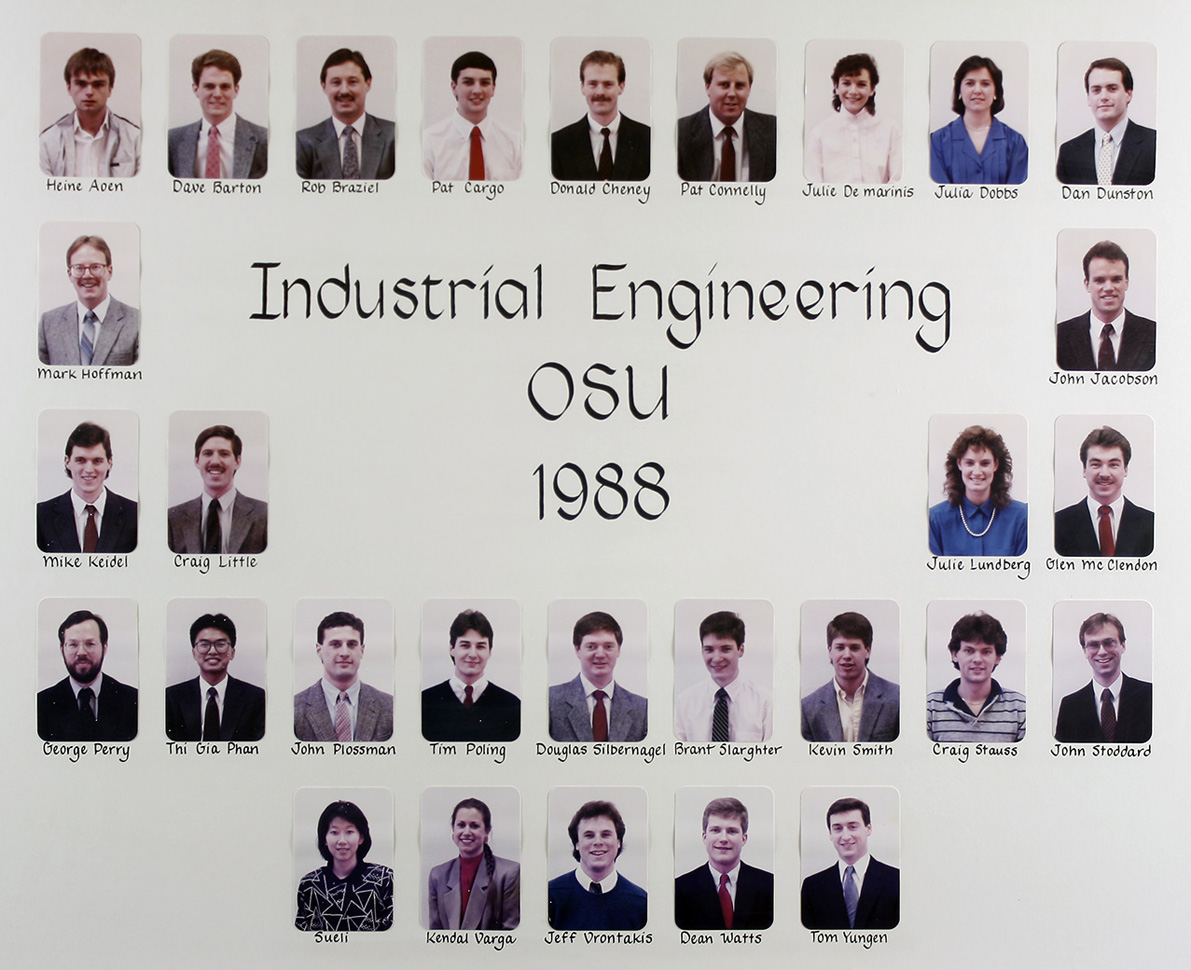 Heine Aoen Dave Barton Rob Braziel Pat Cargo Donald Cheney Pat Connelly Julie De marinis Julia Dobbs Dan Dunston
Industrial Engineering
Mark Hoffman John Jacobson
OSU
1988
Mike Keidel Craig Little Julie Lundberg Glen Mc Clendon
George Perry Thi Gia Phan John Plossman Tim Poling Douglas Silbernagel Brant Slarghter Kevin Smith Craig Stauss John Stoddard
Sueli Kendal Varga Jeff Vrontakis Dean Watts Tom Yungen